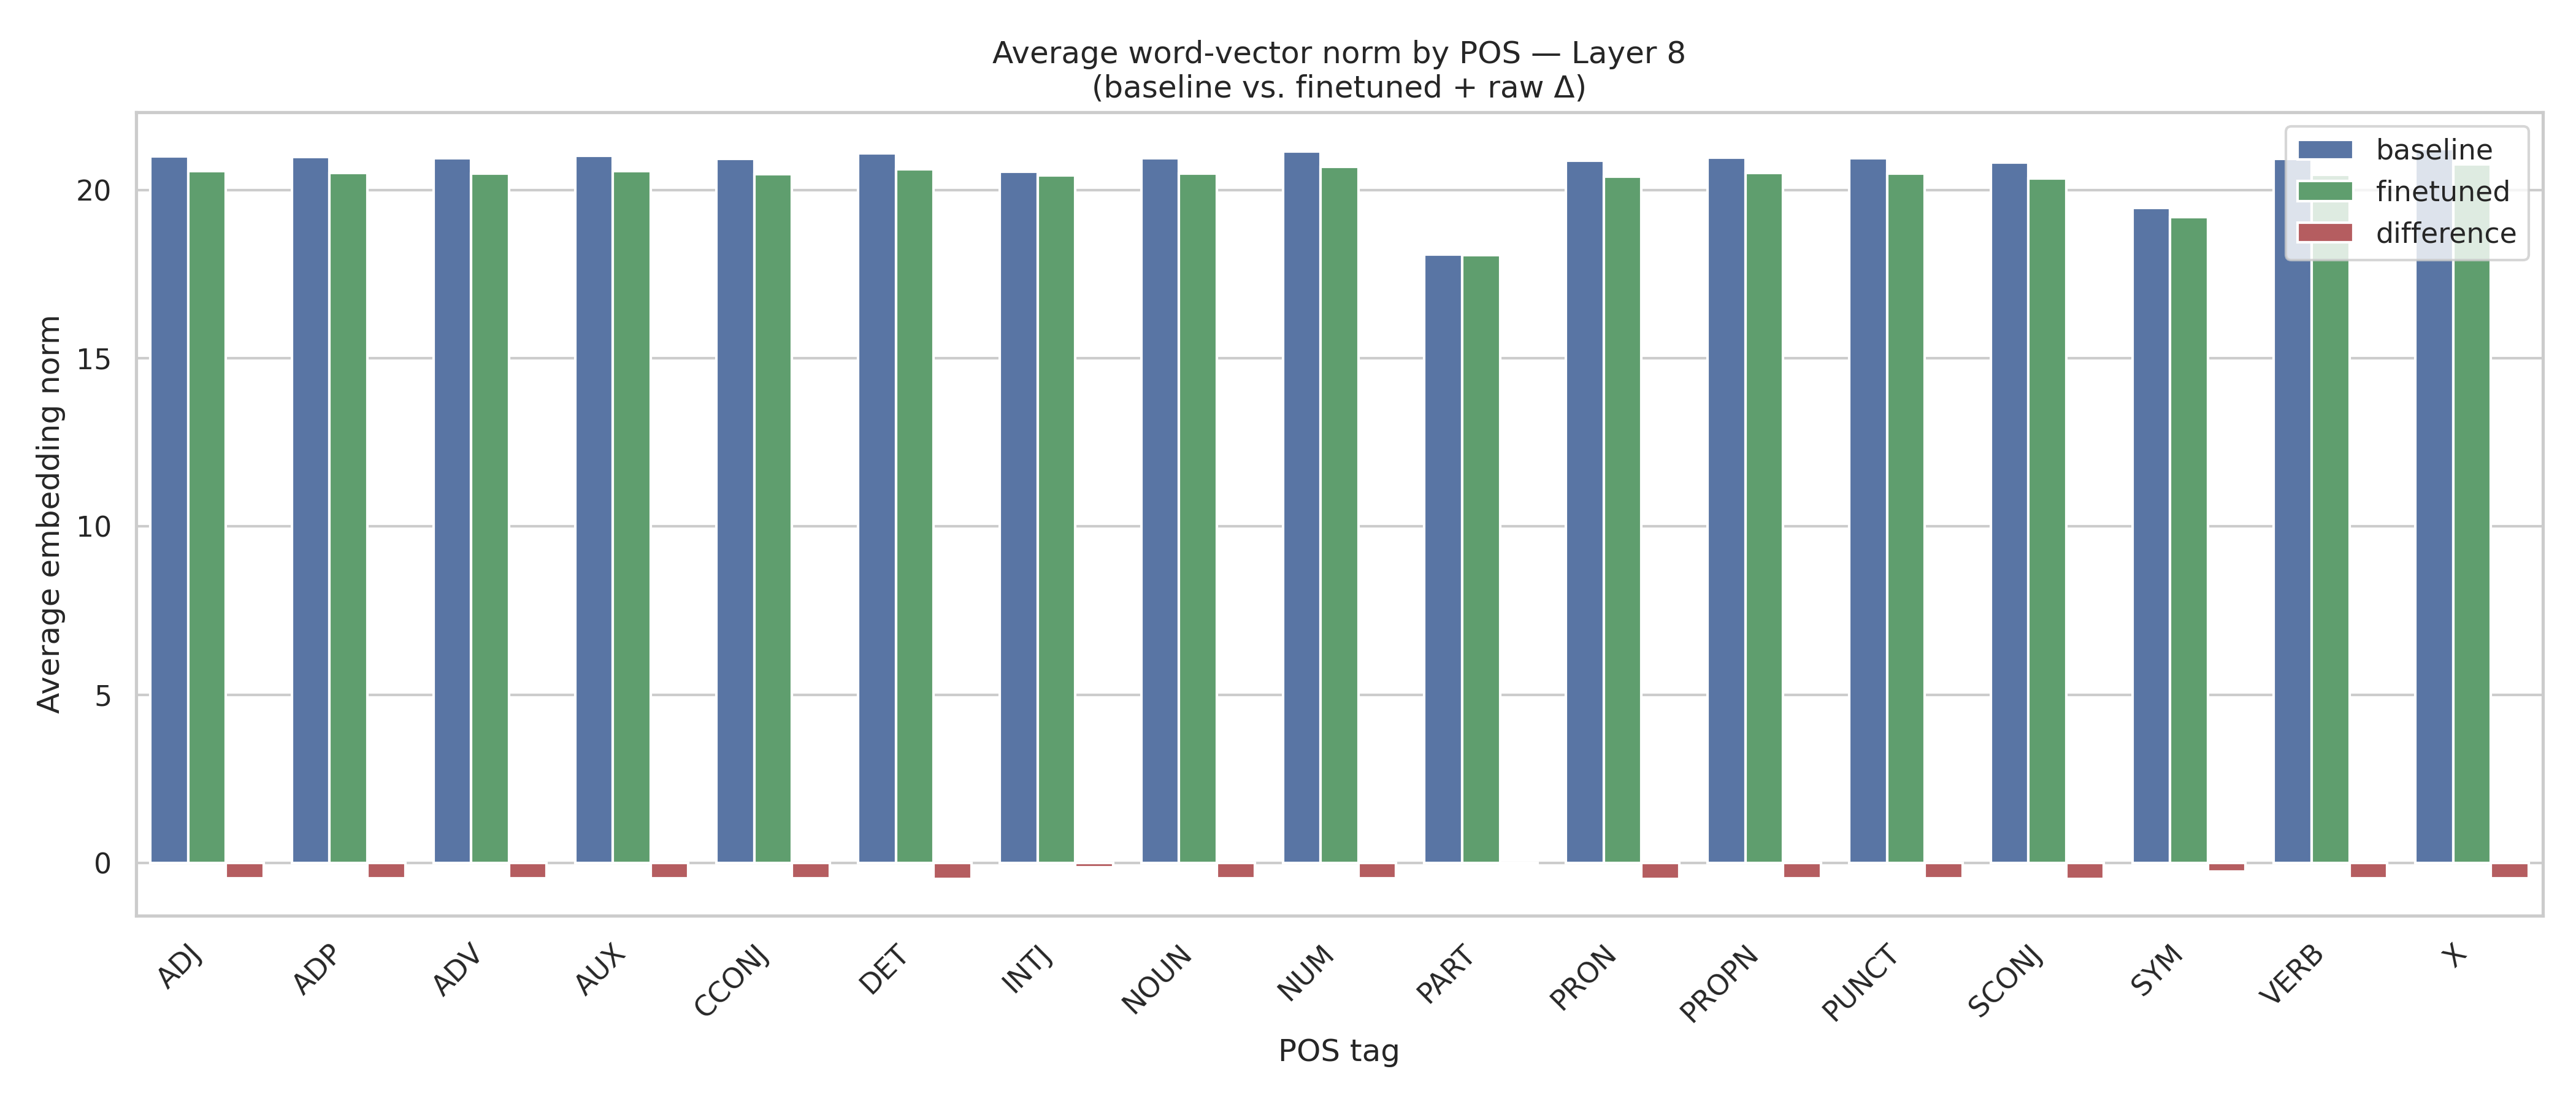 Average word-vector norm by POS — Layer 8
(baseline vs. finetuned + raw Δ)
baseline
finetuned
difference
Average embedding norm
20
15
10
5
0
ADJ
ADP
ADV
AUX
CCONJ
DET
INTJ
NOUN
NUM
PART
PRON
PROPN
PUNCT
SCONJ
SYM
VERB
X
POS tag